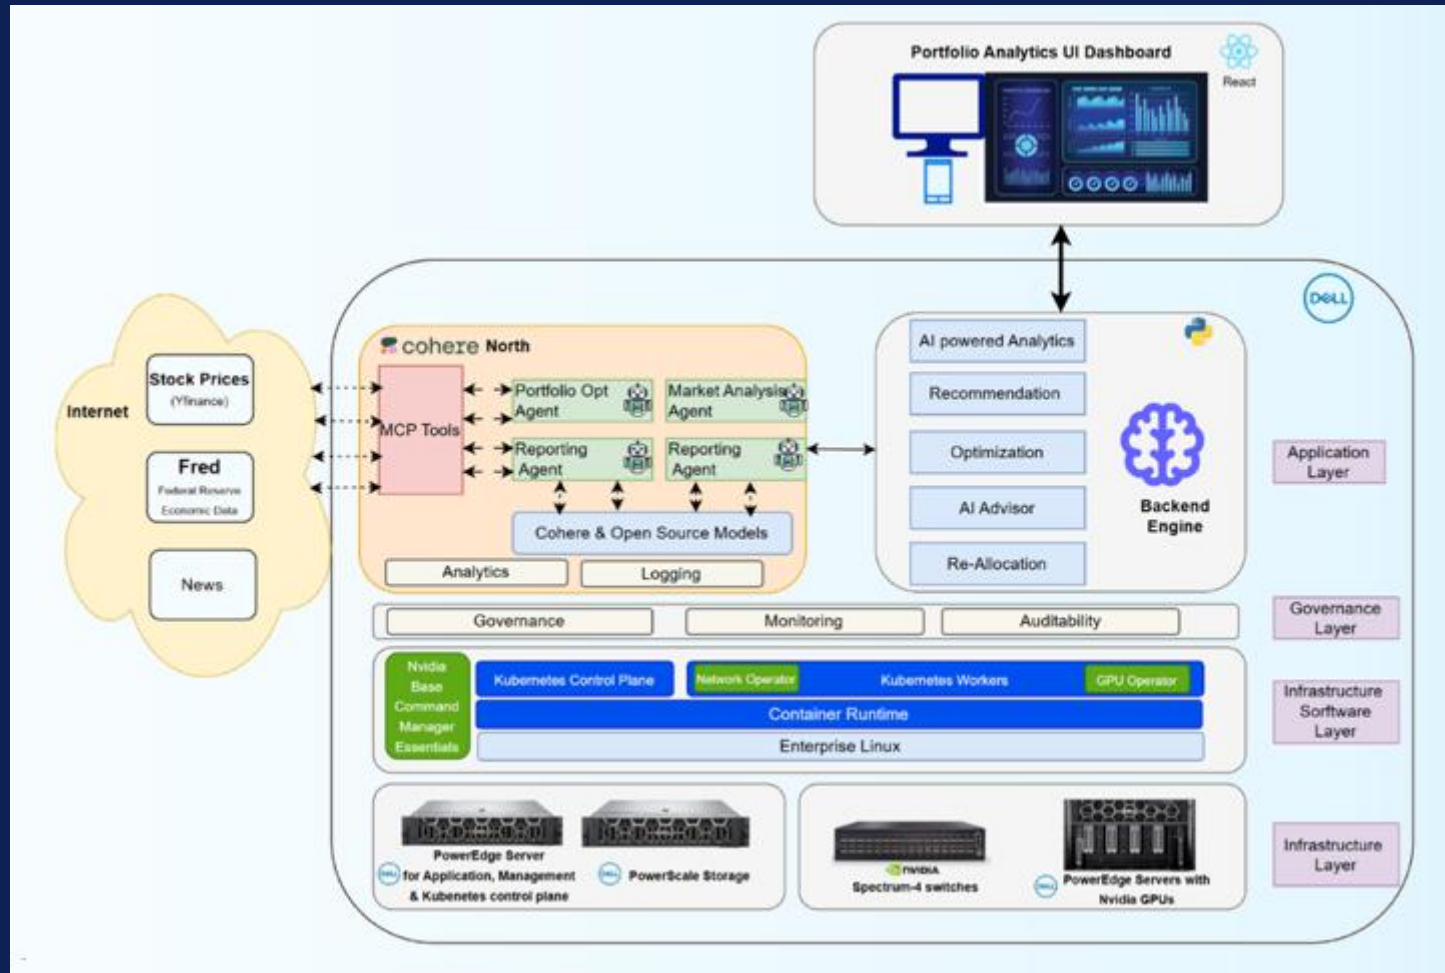 Portfolio Analytics UI Dashboard
React
DELL
Internet
Stock Prices
(Yfinance)
Fred
Federal Reserve
Economic Data
News
cohere North
MCP Tools
Portfolio Opt
Agent
Market Analysis
Agent
Reporting
Agent
Reporting
Agent
Cohere & Open Source Models
Analytics
Logging
AI powered Analytics
Recommendation
Optimization
AI Advisor
Re-Allocation
Backend
Engine
Application
Layer
Governance
Monitoring
Auditability
Governance
Layer
Nvidia
Base
Command
Manager
Essentials
Kubernetes Control Plane
Network Operator
Kubernetes Workers
GPU Operator
Container Runtime
Enterprise Linux
Infrastructure
Sorftware
Layer
PowerEdge Server
DELL
for Application, Management
& Kubenetes control plane
DELL
PowerScale Storage
NVIDIA
Spectrum-4 switches
DELL
PowerEdge Servers with
Nvidia GPUs
Infrastructure
Layer